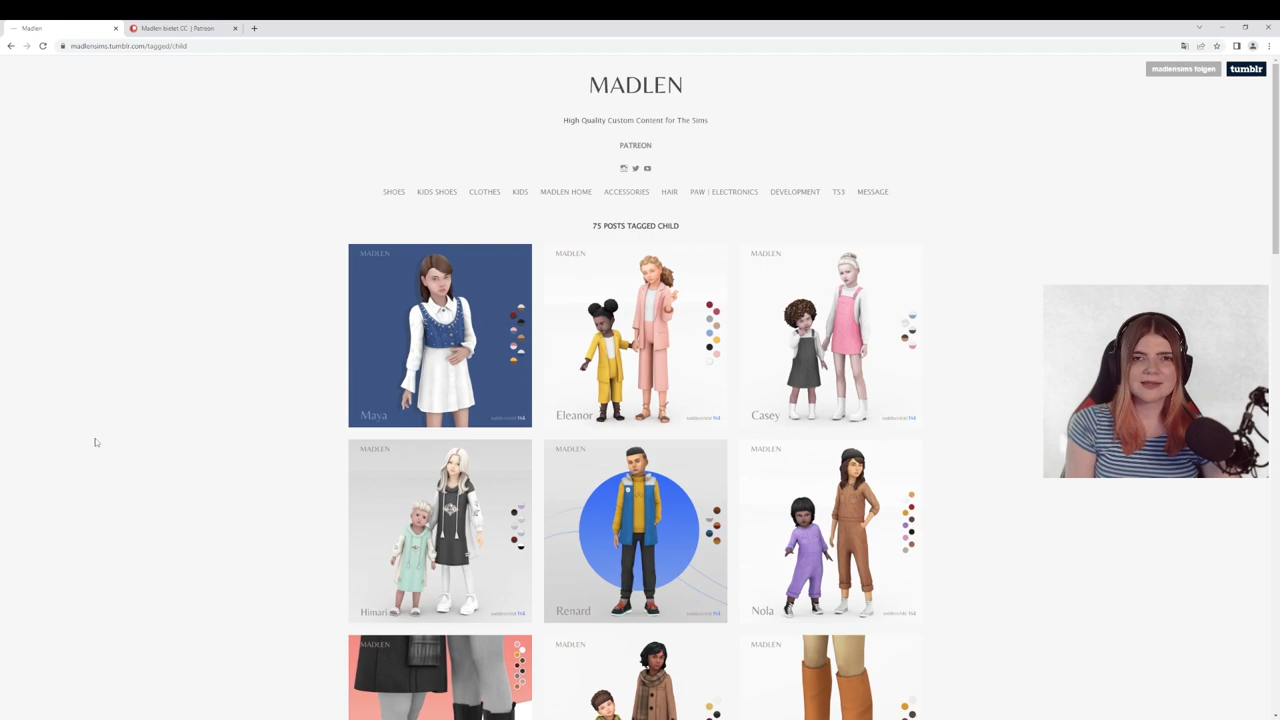 Madlen
Madlen bietet CC | Patreon
madlensims.tumblr.com/tagged/child
madlensims folgen
tumblr
MADLEN
High Quality Custom Content for The Sims
PATREON
SHOES KIDS SHOES CLOTHES KIDS MADLEN HOME ACCESSORIES HAIR PAW | ELECTRONICS DEVELOPMENT TS3 MESSAGE
75 POSTS TAGGED CHILD
MADLEN MADLEN MADLEN
Maya Eleanor Casey
MADLEN MADLEN MADLEN
Himari Renard Nola
MADLEN MADLEN MADLEN